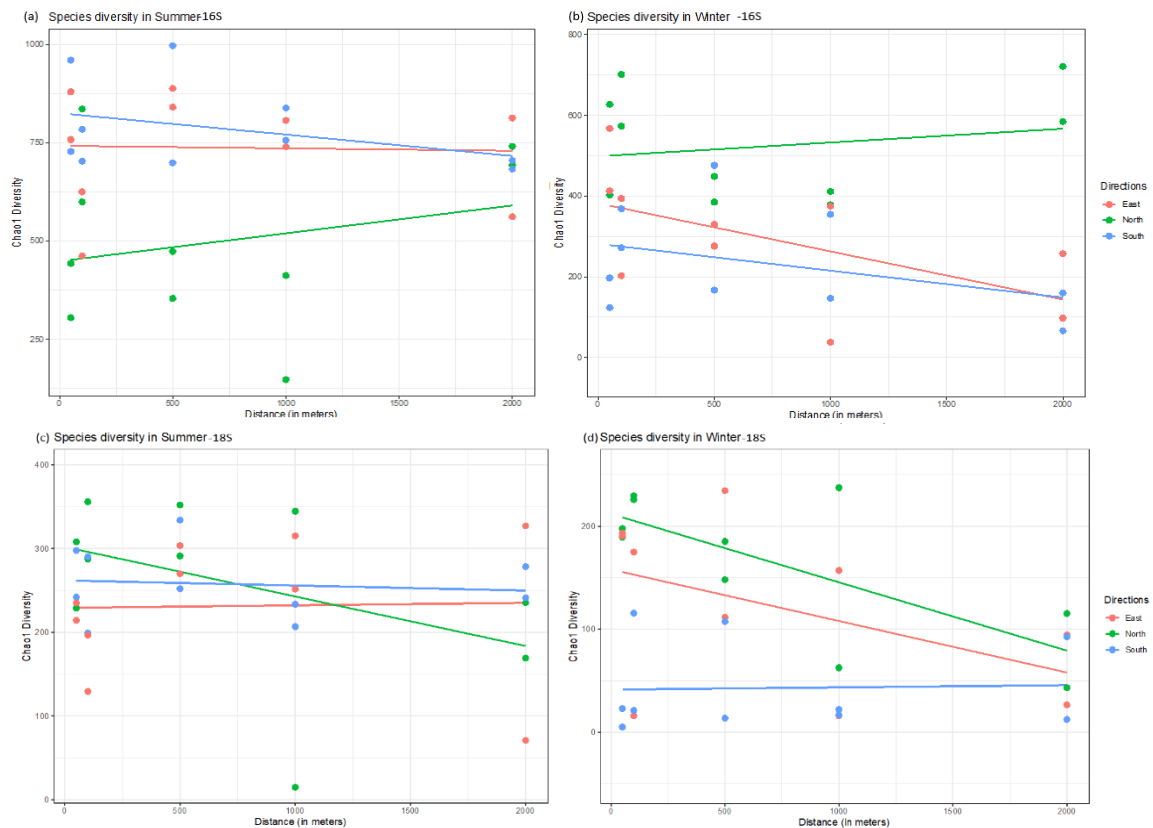 (a) Species diversity in Summer-16S
1000
750
500
250
Chao1 Diversity
0 500 1000 1500 2000
Distance (in meters)
(b) Species diversity in Winter -16S
800
600
400
200
0
Chao1 Diversity
0 500 1000 1500 2000
Distance (in meters)
Directions
East
North
South
(c) Species diversity in Summer-18S
400
300
200
100
0
Chao1 Diversity
0 500 1000 1500 2000
Distance (in meters)
(d) Species diversity in Winter-18S
200
100
0
Chao1 Diversity
0 500 1000 1500 2000
Distance (in meters)
Directions
East
North
South